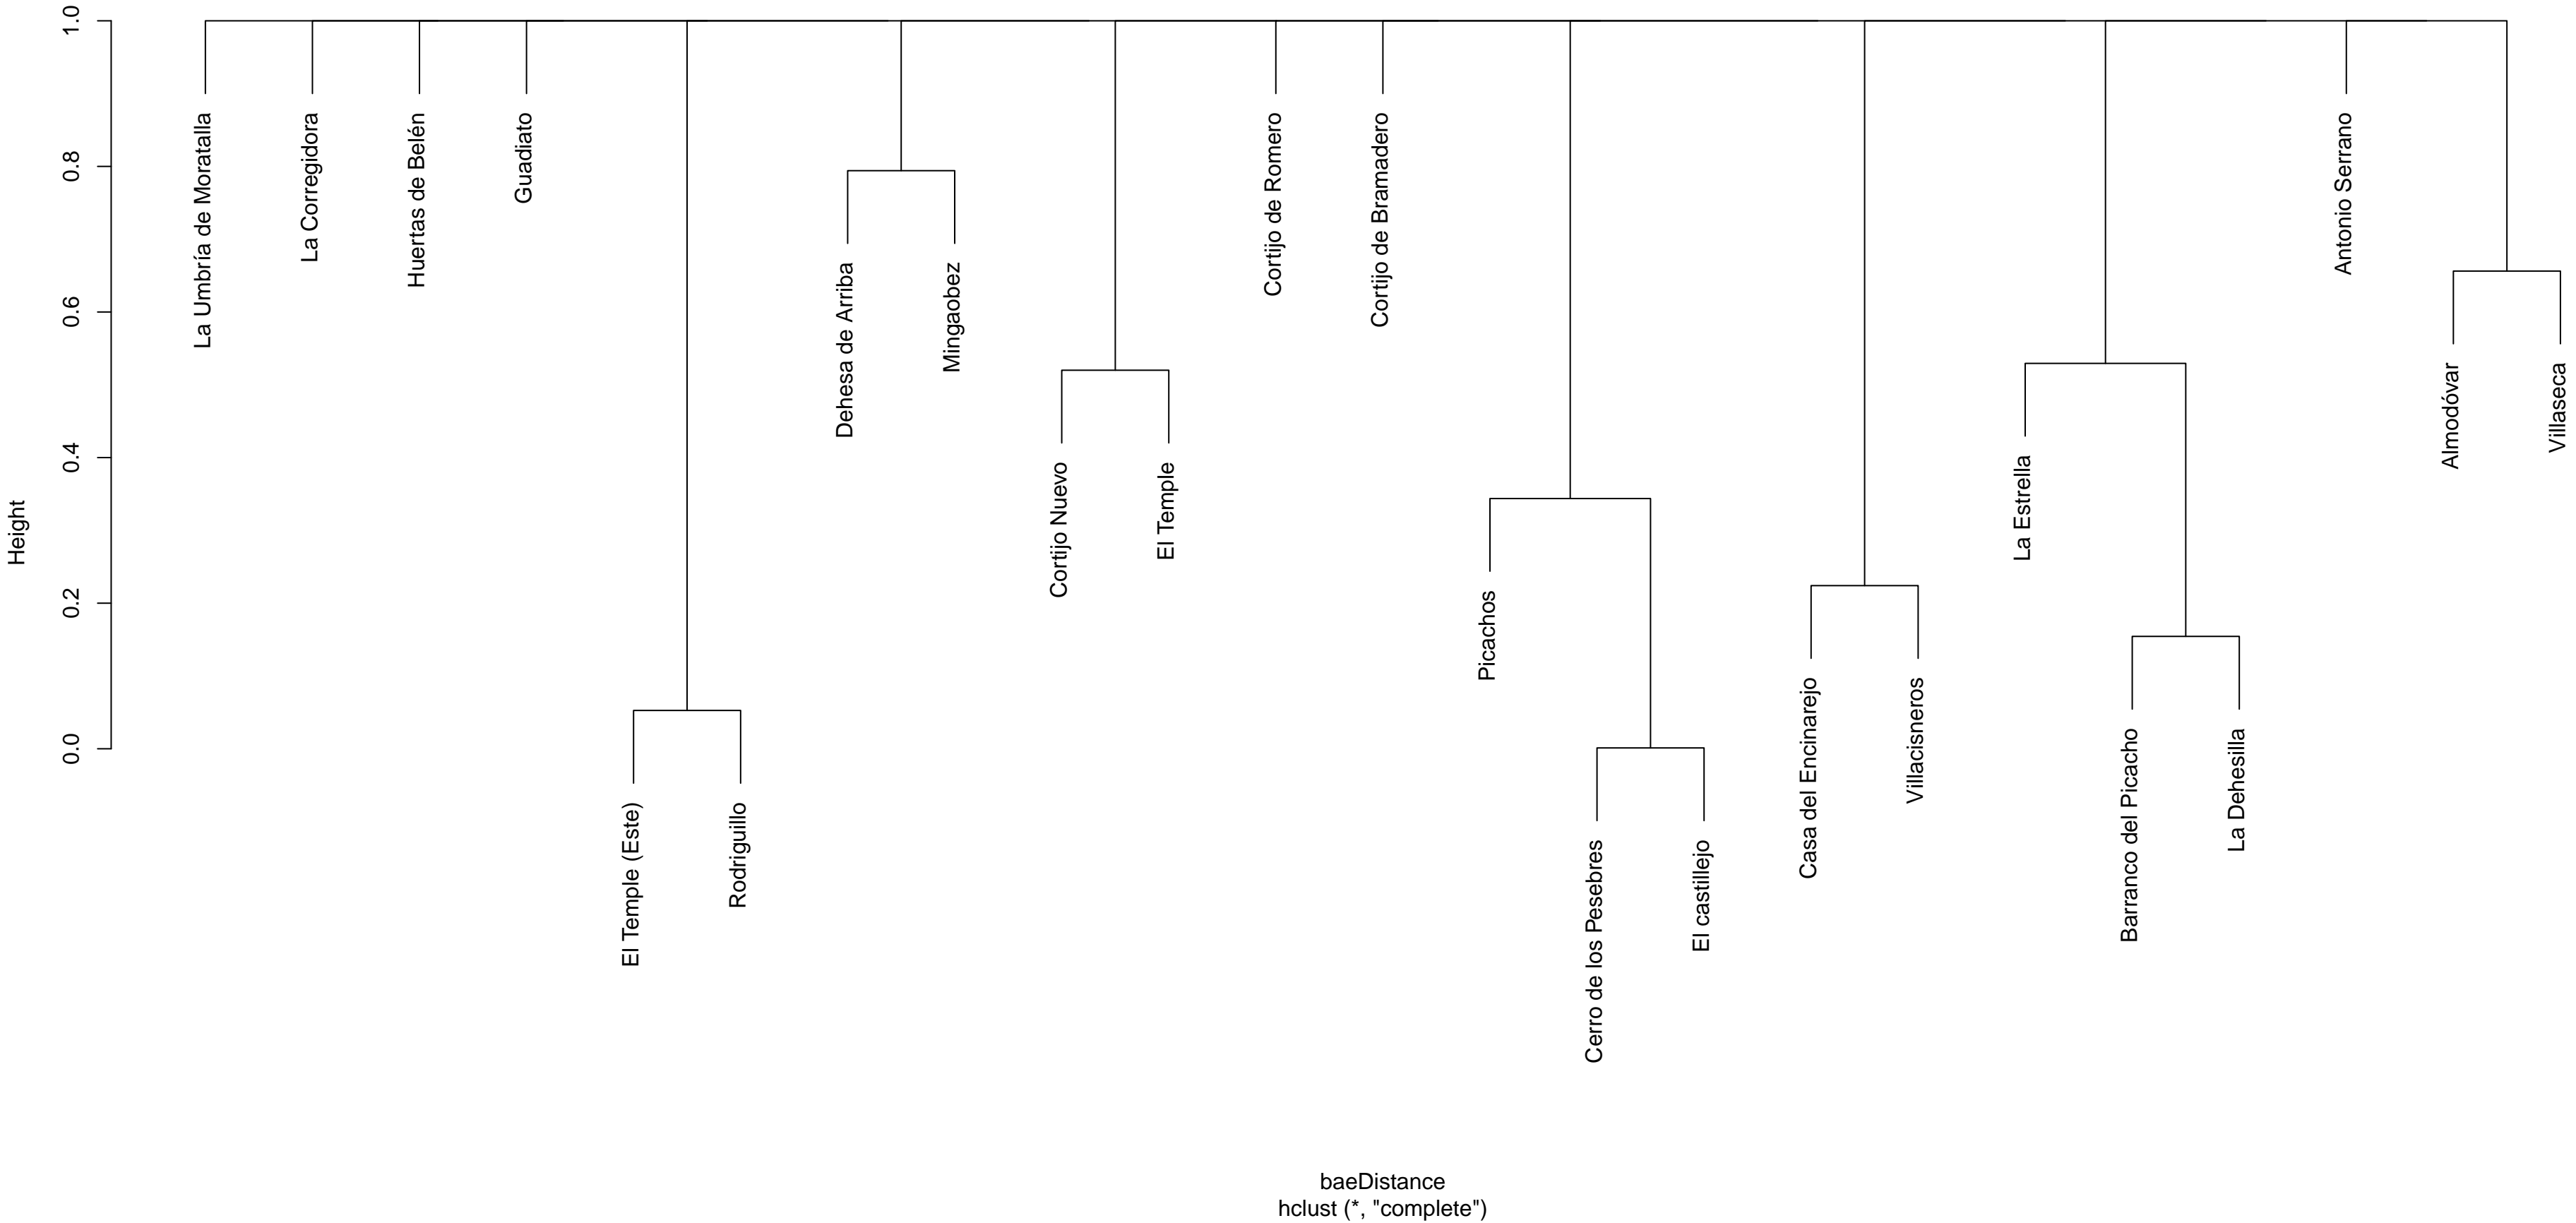 Height
1.0
0.8
0.6
0.4
0.2
0.0
La Umbría de Moratalla
La Corregidora
Huertas de Belén
Guadiato
El Temple (Este)
Rodriguillo
Dehesa de Arriba
Mingaobez
Cortijo Nuevo
El Temple
Cortijo de Romero
Cortijo de Bramadero
Picachos
Cerro de los Pesebres
El castillejo
Casa del Encinarejo
Villacisneros
La Estrella
Barranco del Picacho
La Dehesilla
Antonio Serrano
Almodóvar
Villaseca
baeDistance
hclust (*, "complete")